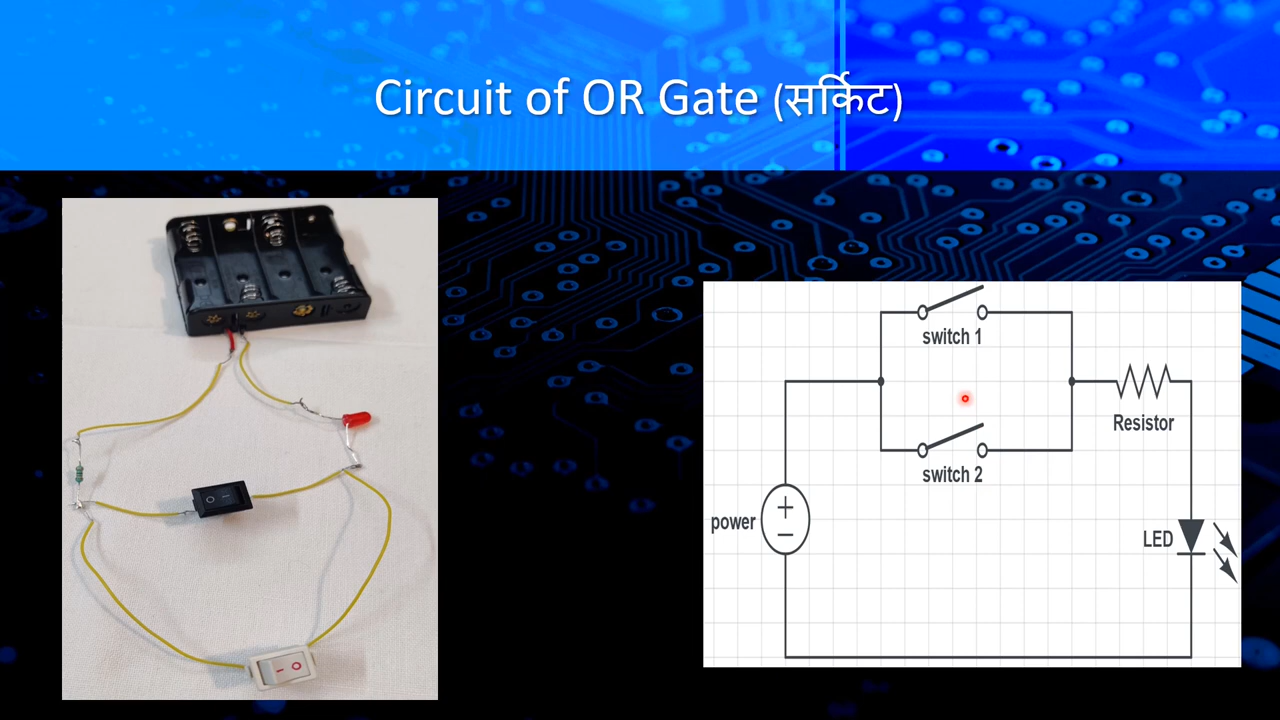 Circuit of OR Gate (सर्किट)
switch 1
switch 2
Resistor
power
LED